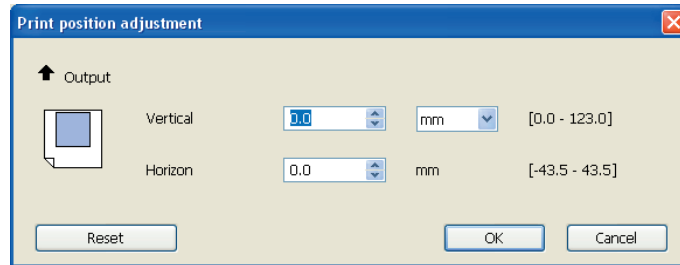 Print position adjustment
Output
Vertical 0.0 mm [0.0 - 123.0]
Horizon 0.0 mm [-43.5 - 43.5]
Reset OK Cancel